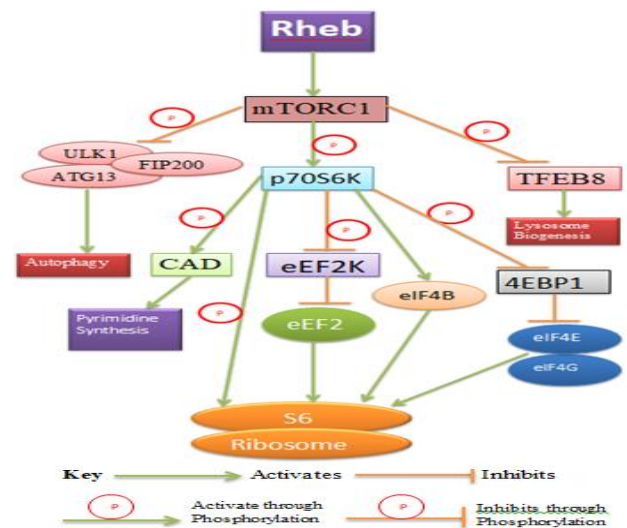 Rheb
mTORC1
P
P
P
ULK1
FIP200
ATG13
p70S6K
TFEB8
P
P
P
Lysosome
Biogenesis
Autophagy
CAD
eEF2K
eIF4B
4EBP1
Pyrimidine
Synthesis
P
eEF2
eIF4E
eIF4G
S6
Ribosome
Key
Activates
Inhibits
P
Activate through
Phosphorylation
P
Inhibits through
Phosphorylation